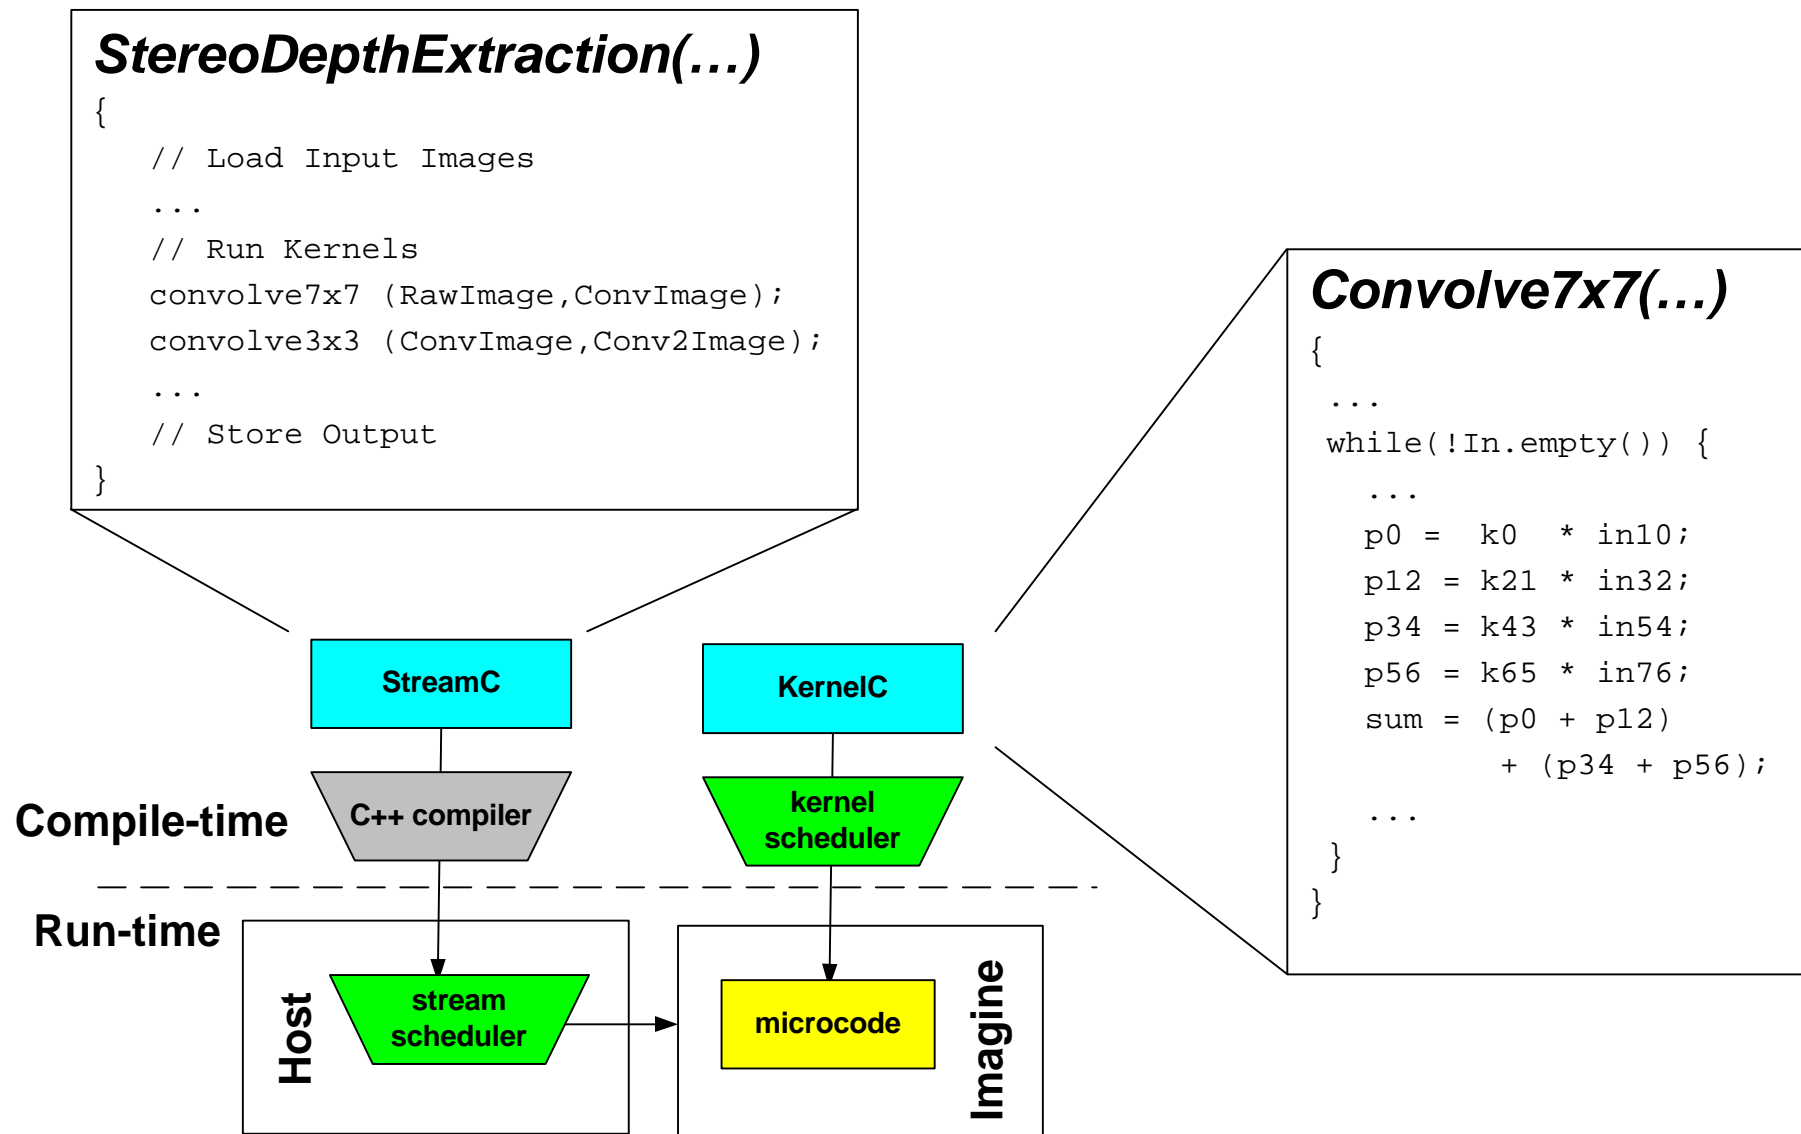 StereoDepthExtraction(…)
{
// Load Input Images
...
// Run Kernels
convolve7x7 (RawImage,ConvImage);
convolve3x3 (ConvImage,Conv2Image);
...
// Store Output
}
Convolve7x7(…)
{
...
while(!In.empty()) {
...
p0 =  k0  * in10;
p12 = k21 * in32;
p34 = k43 * in54;
p56 = k65 * in76;
sum = (p0 + p12)
+ (p34 + p56);
...
}
}
StreamC
KernelC
Compile-time
C++ compiler
kernel
scheduler
Run-time
Host
stream
scheduler
microcode
Imagine